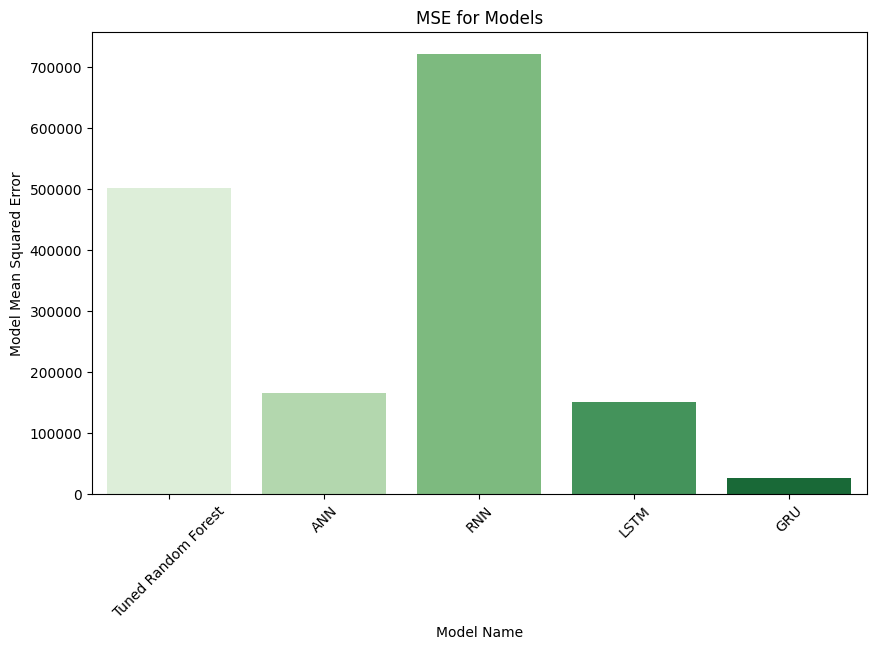 MSE for Models
Model Mean Squared Error
700000
600000
500000
400000
300000
200000
100000
0
Tuned Random Forest
ANN
RNN
LSTM
GRU
Model Name